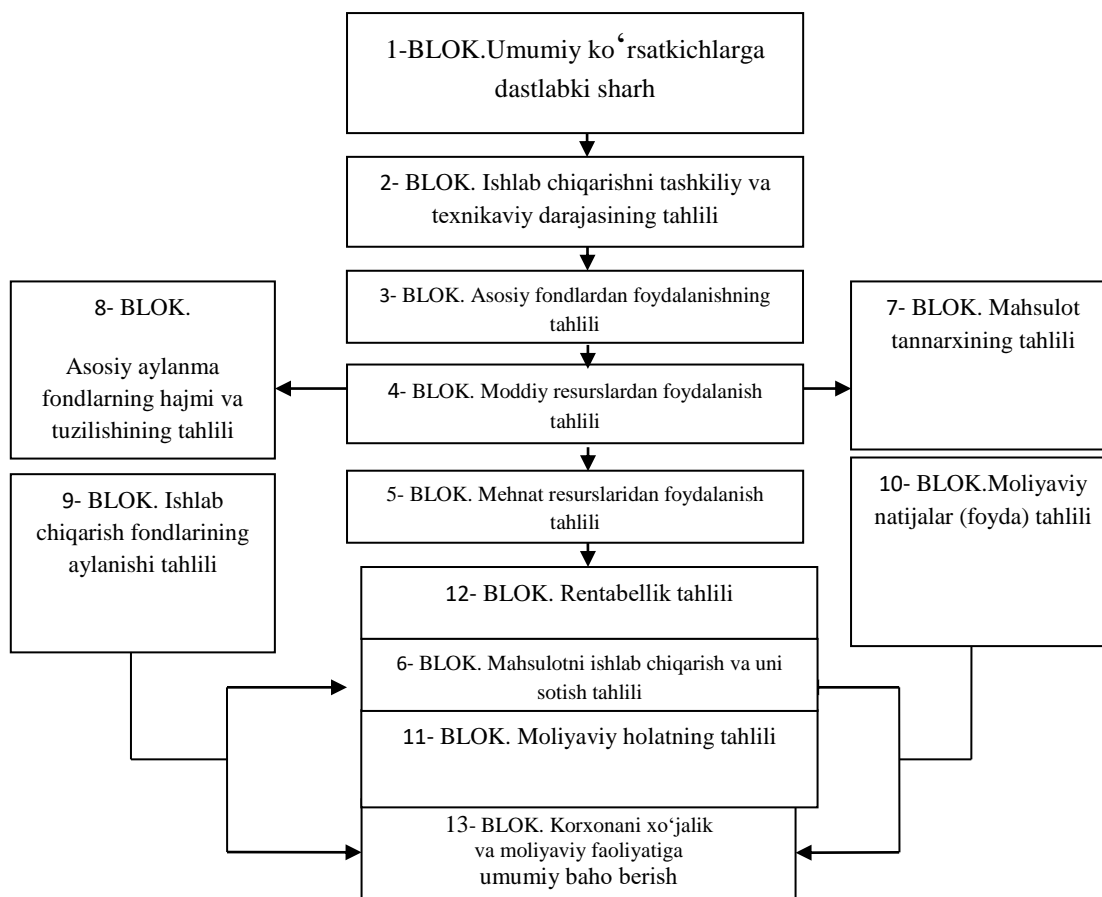 1-BLOK.Umumiy ko‘rsatkichlarga
dastlabki sharh
2- BLOK. Ishlab chiqarishni tashkiliy va
texnikaviy darajasining tahlili
3- BLOK. Asosiy fondlardan foydalanishning
tahlili
8- BLOK.
Asosiy aylanma
fondlarning hajmi va
tuzilishining tahlili
7- BLOK. Mahsulot
tannarxining tahlili
4- BLOK. Moddiy resurslardan foydalanish
tahlili
9- BLOK. Ishlab
chiqarish fondlarining
aylanishi tahlili
5- BLOK. Mehnat resurslaridan foydalanish
tahlili
10- BLOK.Moliyaviy
natijalar (foyda) tahlili
12- BLOK. Rentabellik tahlili
6- BLOK. Mahsulotni ishlab chiqarish va uni
sotish tahlili
11- BLOK. Moliyaviy holatning tahlili
13- BLOK. Korxonani xo‘jalik
va moliyaviy faoliyatiga
umumiy baho berish